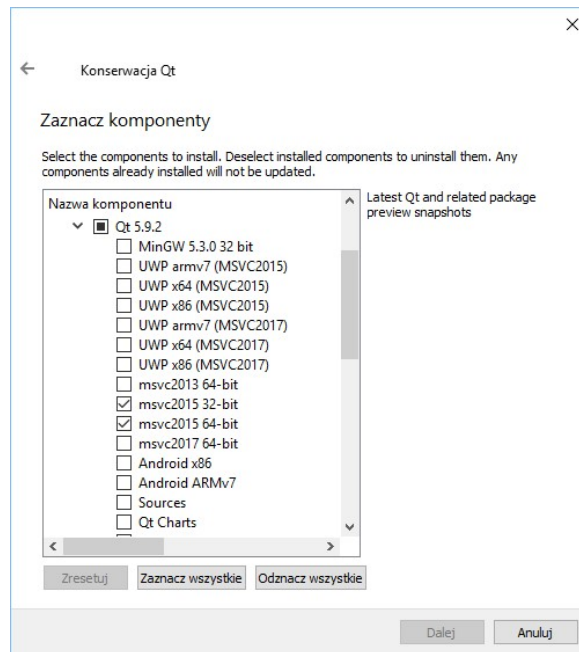 Konserwacja Qt
Zaznacz komponenty
Select the components to install. Deselect installed components to uninstall them. Any
components already installed will not be updated.
Nazwa komponentu
Qt 5.9.2
MinGW 5.3.0 32 bit
UWP armv7 (MSVC2015)
UWP x64 (MSVC2015)
UWP x86 (MSVC2015)
UWP armv7 (MSVC2017)
UWP x64 (MSVC2017)
UWP x86 (MSVC2017)
msvc2013 64-bit
msvc2015 32-bit
msvc2015 64-bit
msvc2017 64-bit
Android x86
Android ARMv7
Sources
Qt Charts
Latest Qt and related package
preview snapshots
Zresetuj Zaznacz wszystkie Odznacz wszystkie
Dalej Anuluj